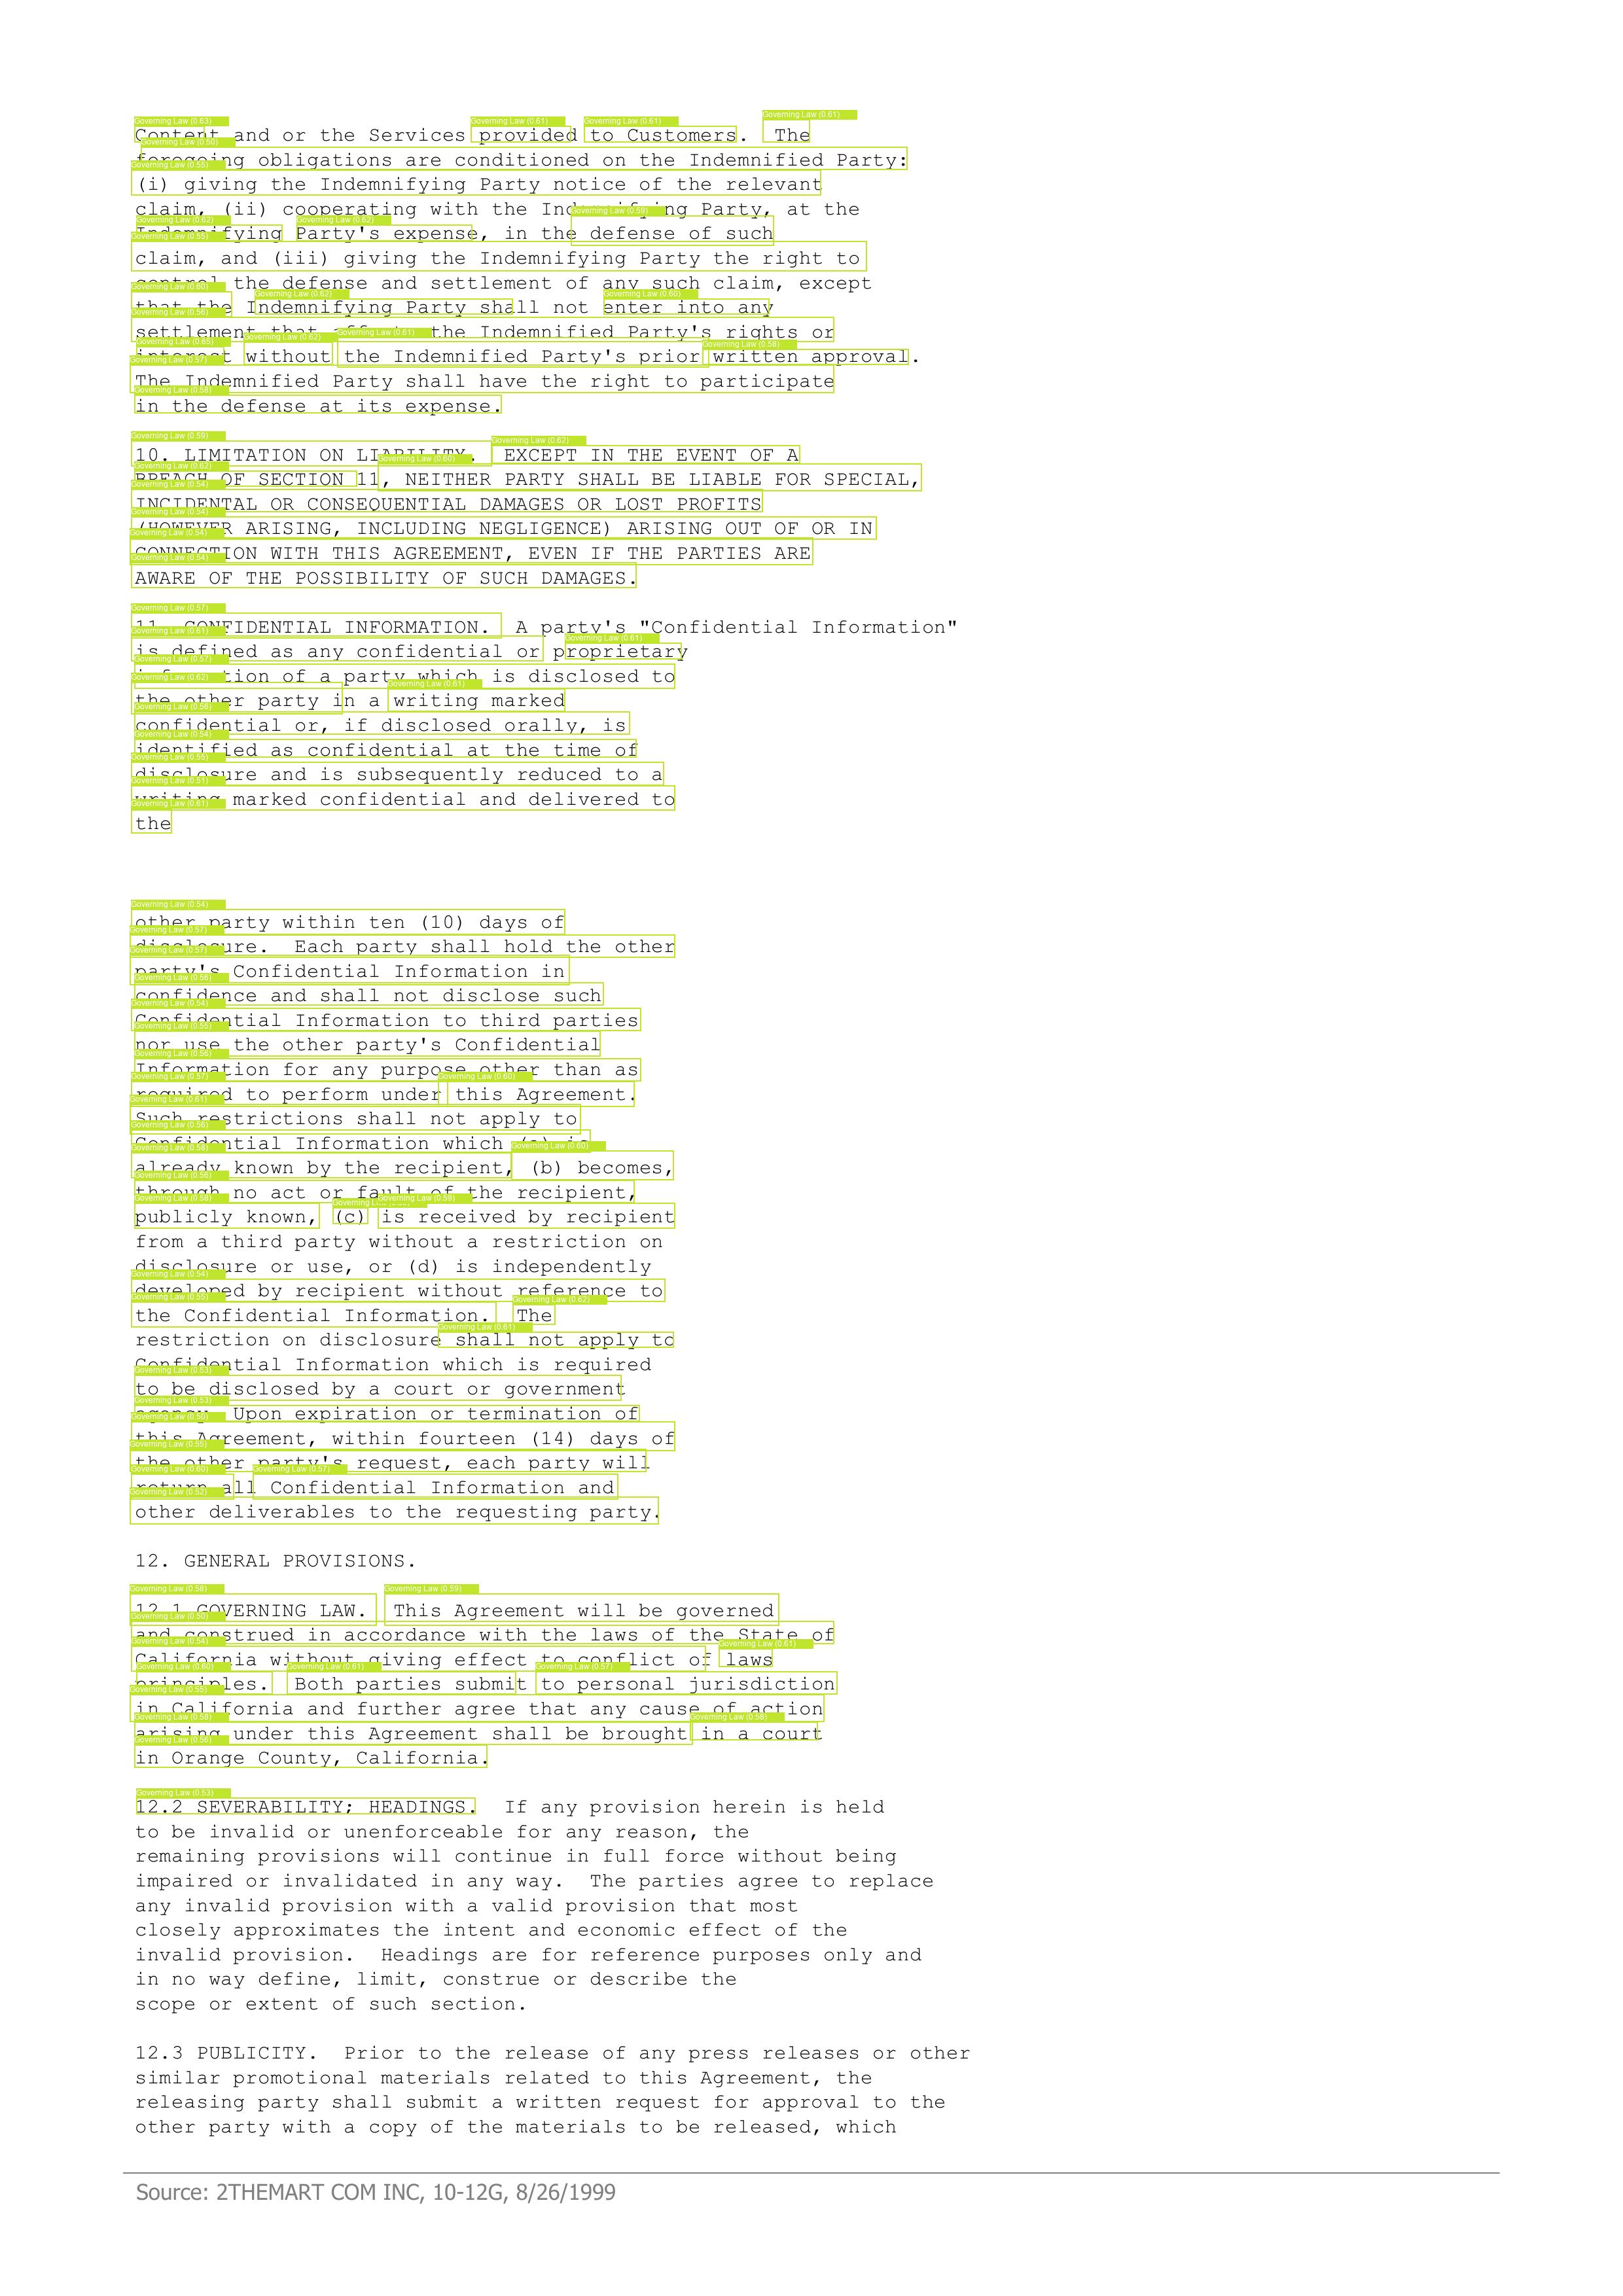 Content and or the Services provided to Customers. The
foregoing obligations are conditioned on the Indemnified Party:
(i) giving the Indemnifying Party notice of the relevant
claim, (ii) cooperating with the Indemnifying Party, at the
Indemnifying Party's expense, in the defense of such
claim, and (iii) giving the Indemnifying Party the right to
control the defense and settlement of any such claim, except
that the Indemnifying Party shall not enter into any
settlement that affects the Indemnified Party's rights or
interest without the Indemnified Party's prior written approval.
The Indemnified Party shall have the right to participate
in the defense at its expense.
10. LIMITATION ON LIABILITY. EXCEPT IN THE EVENT OF A
BREACH OF SECTION 11, NEITHER PARTY SHALL BE LIABLE FOR SPECIAL,
INCIDENTAL OR CONSEQUENTIAL DAMAGES OR LOST PROFITS
(HOWEVER ARISING, INCLUDING NEGLIGENCE) ARISING OUT OF OR IN
CONNECTION WITH THIS AGREEMENT, EVEN IF THE PARTIES ARE
AWARE OF THE POSSIBILITY OF SUCH DAMAGES.
11. CONFIDENTIAL INFORMATION. A party's "Confidential Information"
is defined as any confidential or proprietary
information of a party which is disclosed to
the other party in a writing marked
confidential or, if disclosed orally, is
identified as confidential at the time of
disclosure and is subsequently reduced to a
writing marked confidential and delivered to
the
other party within ten (10) days of
disclosure. Each party shall hold the other
party's Confidential Information in
confidence and shall not disclose such
Confidential Information to third parties
nor use the other party's Confidential
Information for any purpose other than as
required to perform under this Agreement.
Such restrictions shall not apply to
Confidential Information which (a) is
already known by the recipient, (b) becomes,
through no act or fault of the recipient,
publicly known, (c) is received by recipient
from a third party without a restriction on
disclosure or use, or (d) is independently
developed by recipient without reference to
the Confidential Information. The
restriction on disclosure shall not apply to
Confidential Information which is required
to be disclosed by a court or government
agency. Upon expiration or termination of
this Agreement, within fourteen (14) days of
the other party's request, each party will
return all Confidential Information and
other deliverables to the requesting party.
12. GENERAL PROVISIONS.
12.1 GOVERNING LAW. This Agreement will be governed
and construed in accordance with the laws of the State of
California without giving effect to conflict of laws
principles. Both parties submit to personal jurisdiction
in California and further agree that any cause of action
arising under this Agreement shall be brought in a court
in Orange County, California.
12.2 SEVERABILITY; HEADINGS. If any provision herein is held
to be invalid or unenforceable for any reason, the
remaining provisions will continue in full force without being
impaired or invalidated in any way. The parties agree to replace
any invalid provision with a valid provision that most
closely approximates the intent and economic effect of the
invalid provision. Headings are for reference purposes only and
in no way define, limit, construe or describe the
scope or extent of such section.
12.3 PUBLICITY. Prior to the release of any press releases or other
similar promotional materials related to this Agreement, the
releasing party shall submit a written request for approval to the
other party with a copy of the materials to be released, which
Source: 2THEMART COM INC, 10-12G, 8/26/1999